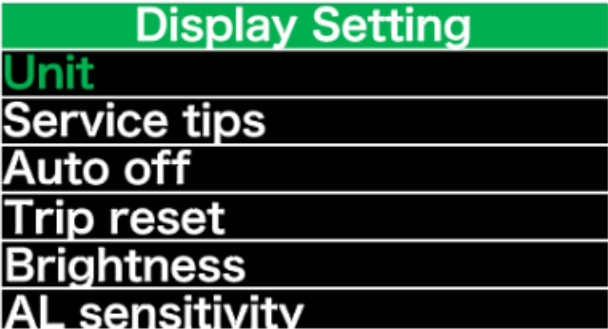 Display Setting
Unit
Service tips
Auto off
Trip reset
Brightness
AL sensitivity